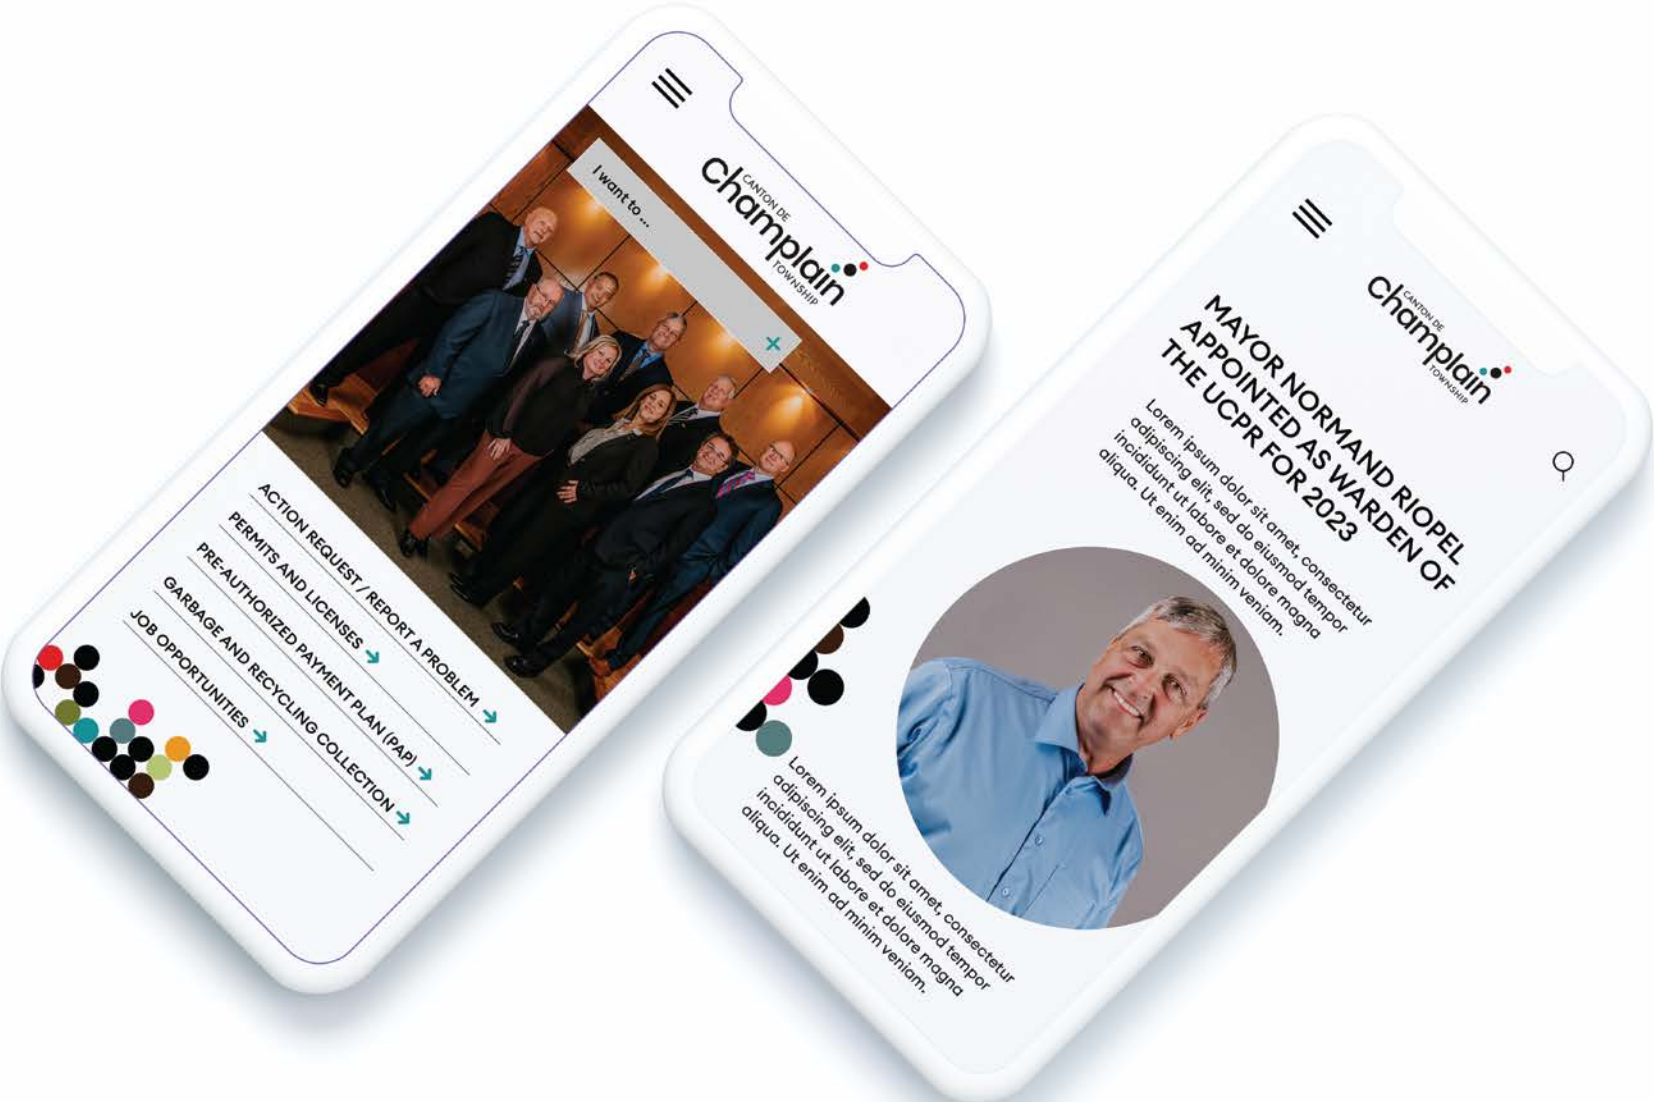 CANTON DE
Champlain
TOWNSHIP
I want to ...
ACTION REQUEST / REPORT A PROBLEM
PERMITS AND LICENSES
PRE-AUTHORIZED PAYMENT PLAN (PAP)
GARBAGE AND RECYCLING COLLECTION
JOB OPPORTUNITIES
CANTON DE
Champlain
TOWNSHIP
MAYOR NORMAND RIOPEL
APPOINTED AS WARDEN OF
THE UCPR FOR 2023
Lorem ipsum dolor sit amet, consectetur
adipiscing elit, sed do eiusmod tempor
incididunt ut labore et dolore magna
aliqua. Ut enim ad minim veniam.
Lorem ipsum dolor sit amet, consectetur
adipiscing elit, sed do eiusmod tempor
incididunt ut labore et dolore magna
aliqua. Ut enim ad minim veniam.